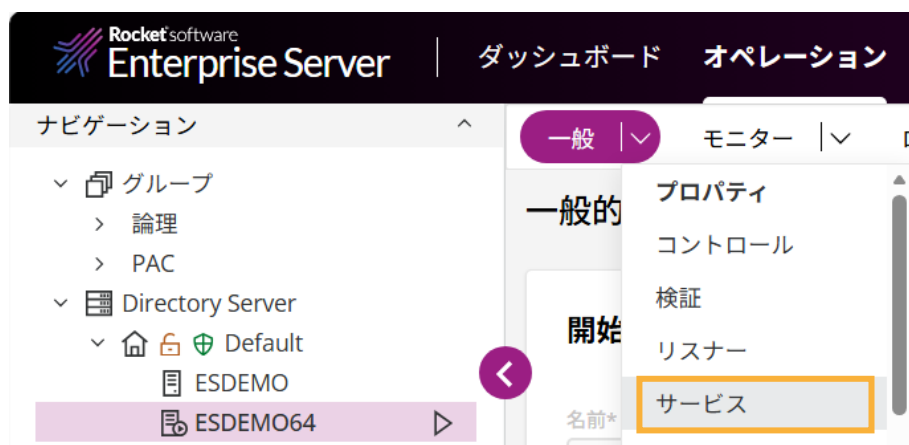 Rocket software
Enterprise Server
ダッシュボード
オペレーション
ナビゲーション
一般
モニター
グループ
論理
PAC
Directory Server
Default
ESDEMO
ESDEMO64
一般的
開始
名前*
プロパティ
コントロール
検証
リスナー
サービス